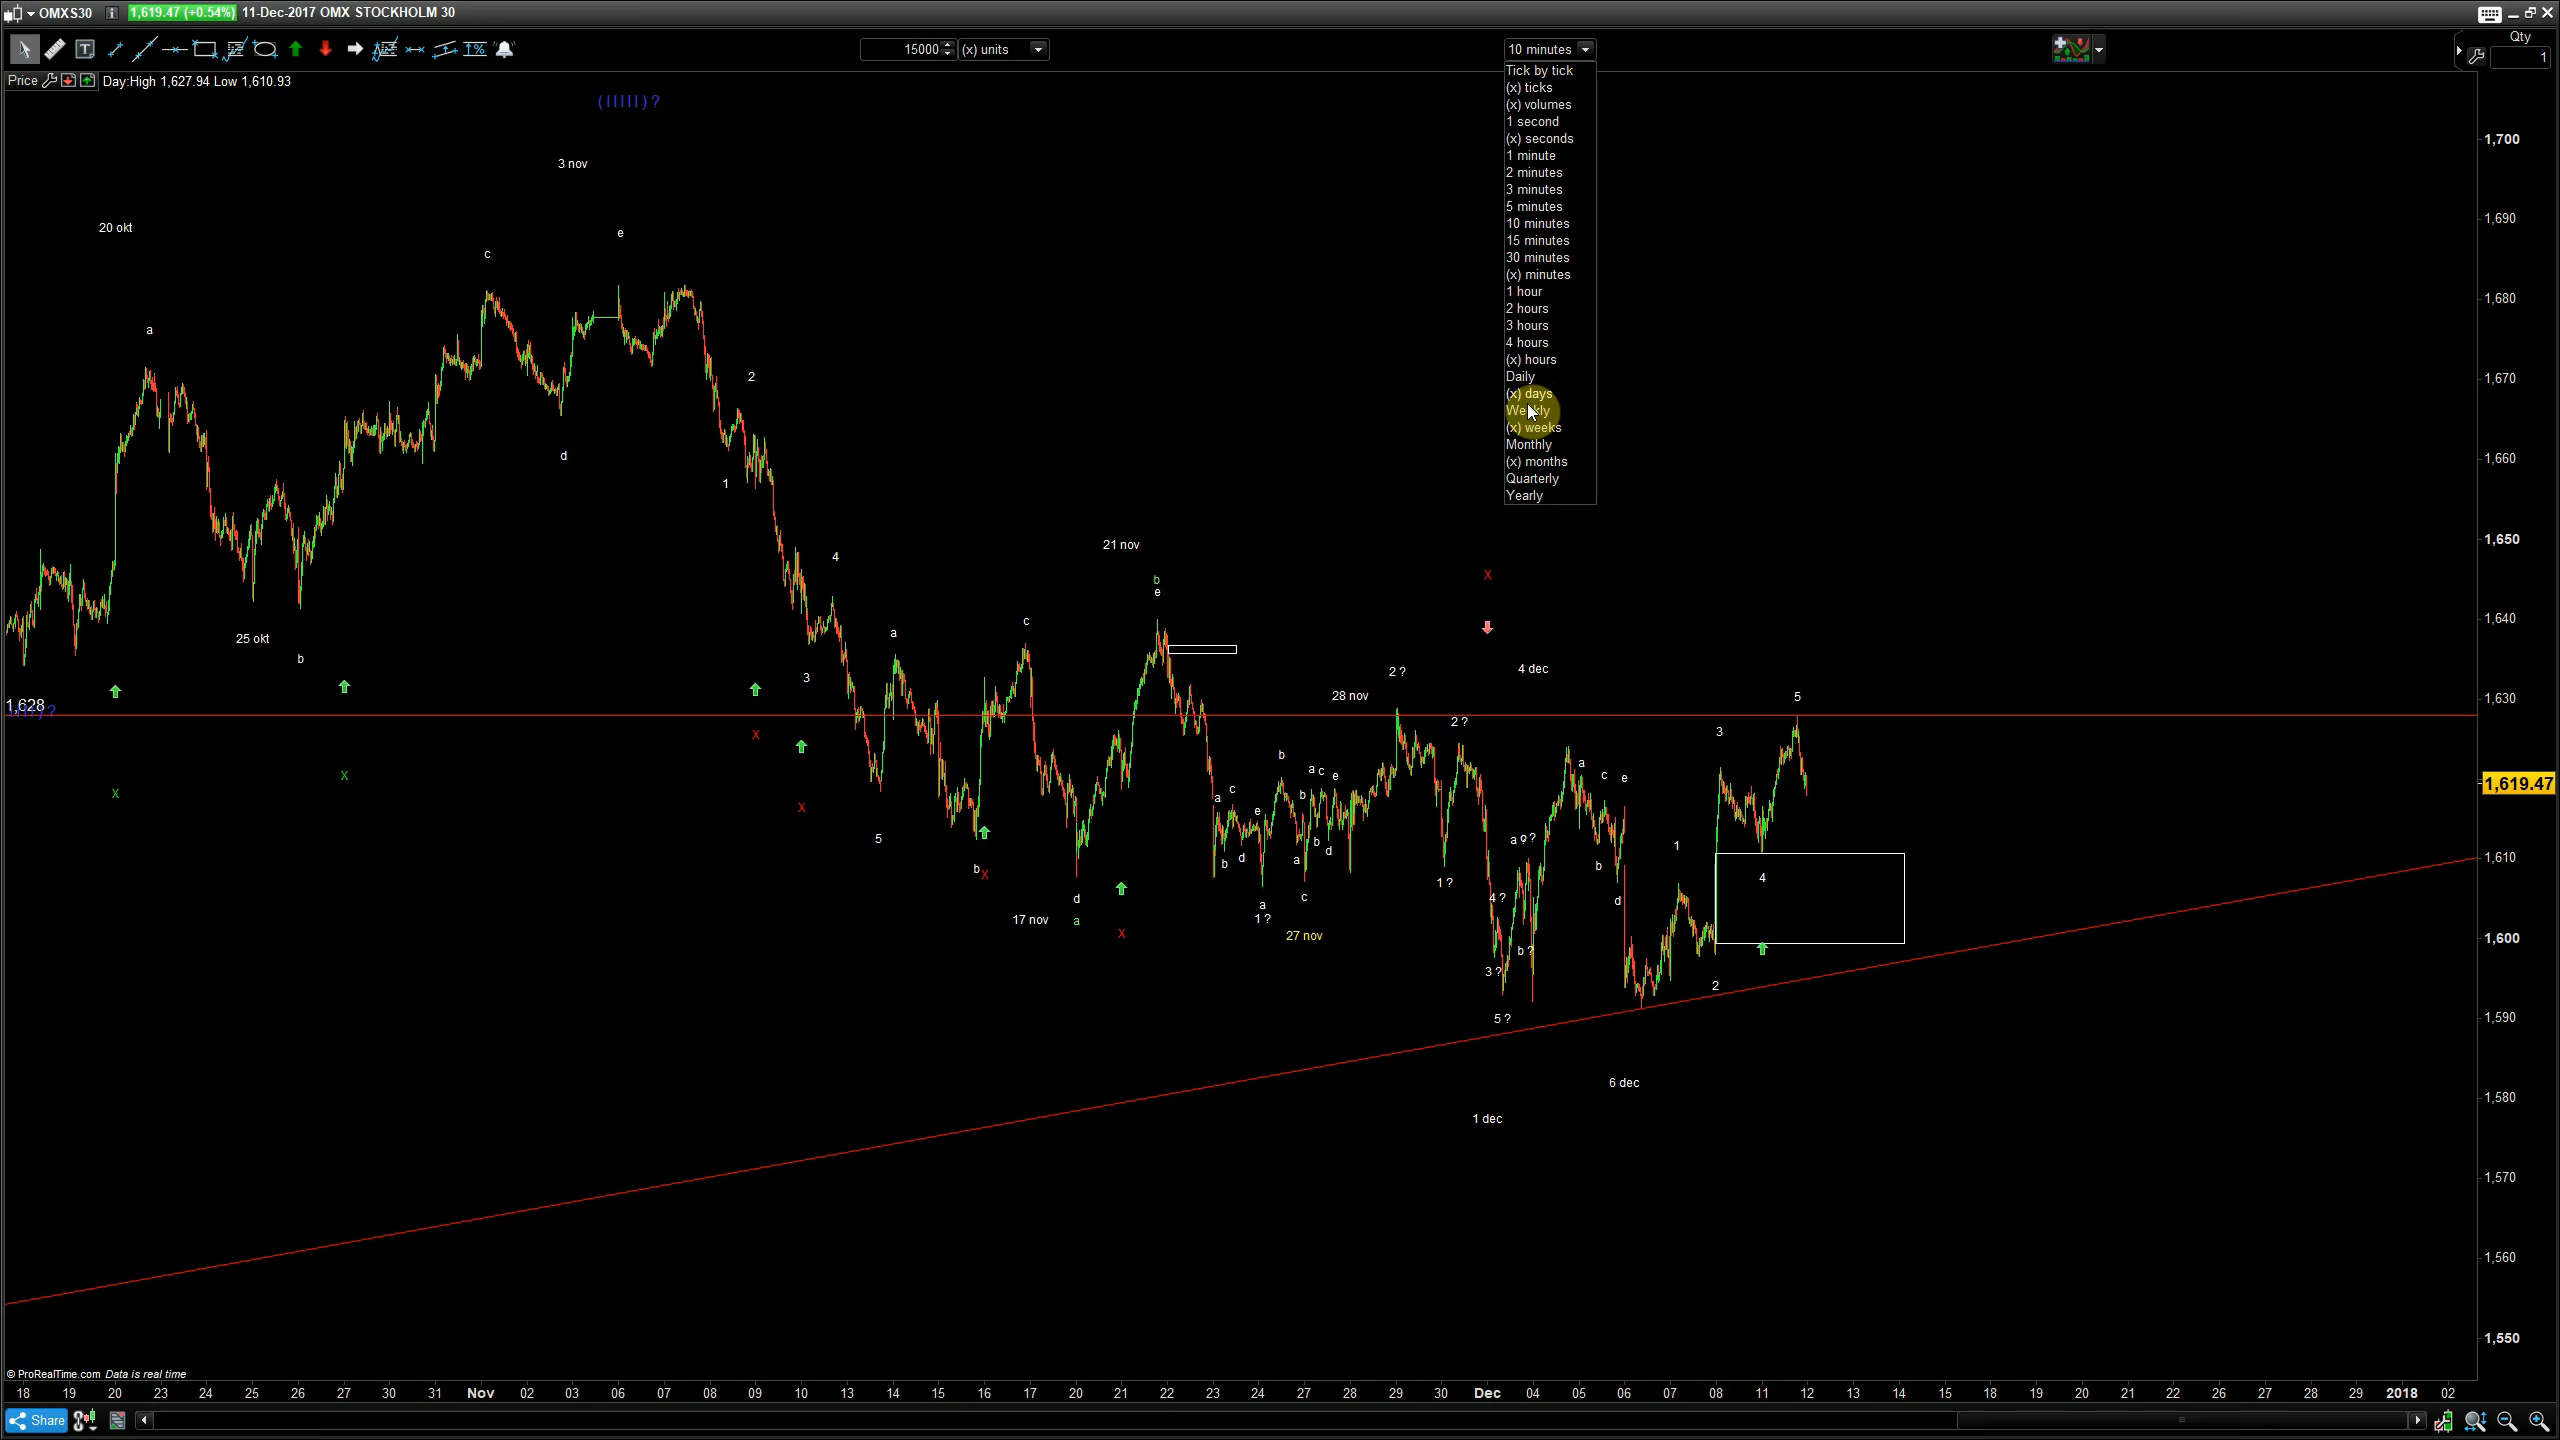 OMXS30 1,619.47 (+0.54%) 11-Dec-2017 OMX STOCKHOLM 30
15000 (x) units
10 minutes
Qty
1
Price Day:High 1,627.94 Low 1,610.93
Tick by tick
(x) ticks
(x) volumes
1 second
(x) seconds
1 minute
2 minutes
3 minutes
5 minutes
10 minutes
15 minutes
30 minutes
(x) minutes
1 hour
2 hours
3 hours
4 hours
(x) hours
Daily
(x) days
Weekly
(x) weeks
Monthly
(x) months
Quarterly
Yearly
(IIIII)?
3 nov
20 okt
e
c
a
2
d
1
21 nov
4
b
e
X
c
a
25 okt
b
4 dec
2 ?
3
28 nov
5
1,628
2 ?
3
X
b
a c e
a c e
X
X
b
a c
X
X
e
5
a ?
b d
1
b d
a
b
4
b X
1 ?
c
d
4 ?
d
a
1 ?
17 nov
a
X
27 nov
b ?
3 ?
2
5 ?
6 dec
1 dec
1,700
1,690
1,680
1,670
1,660
1,650
1,640
1,630
1,619.47
1,610
1,600
1,590
1,580
1,570
1,560
1,550
© ProRealTime.com Data is real time
18 19 20 23 24 25 26 27 30 31 Nov 02 03 06 07 08 09 10 13 14 15 16 17 20 21 22 23 24 27 28 29 30 Dec 04 05 06 07 08 11 12 13 14 15 18 19 20 21 22 26 27 28 29 2018 02
Share